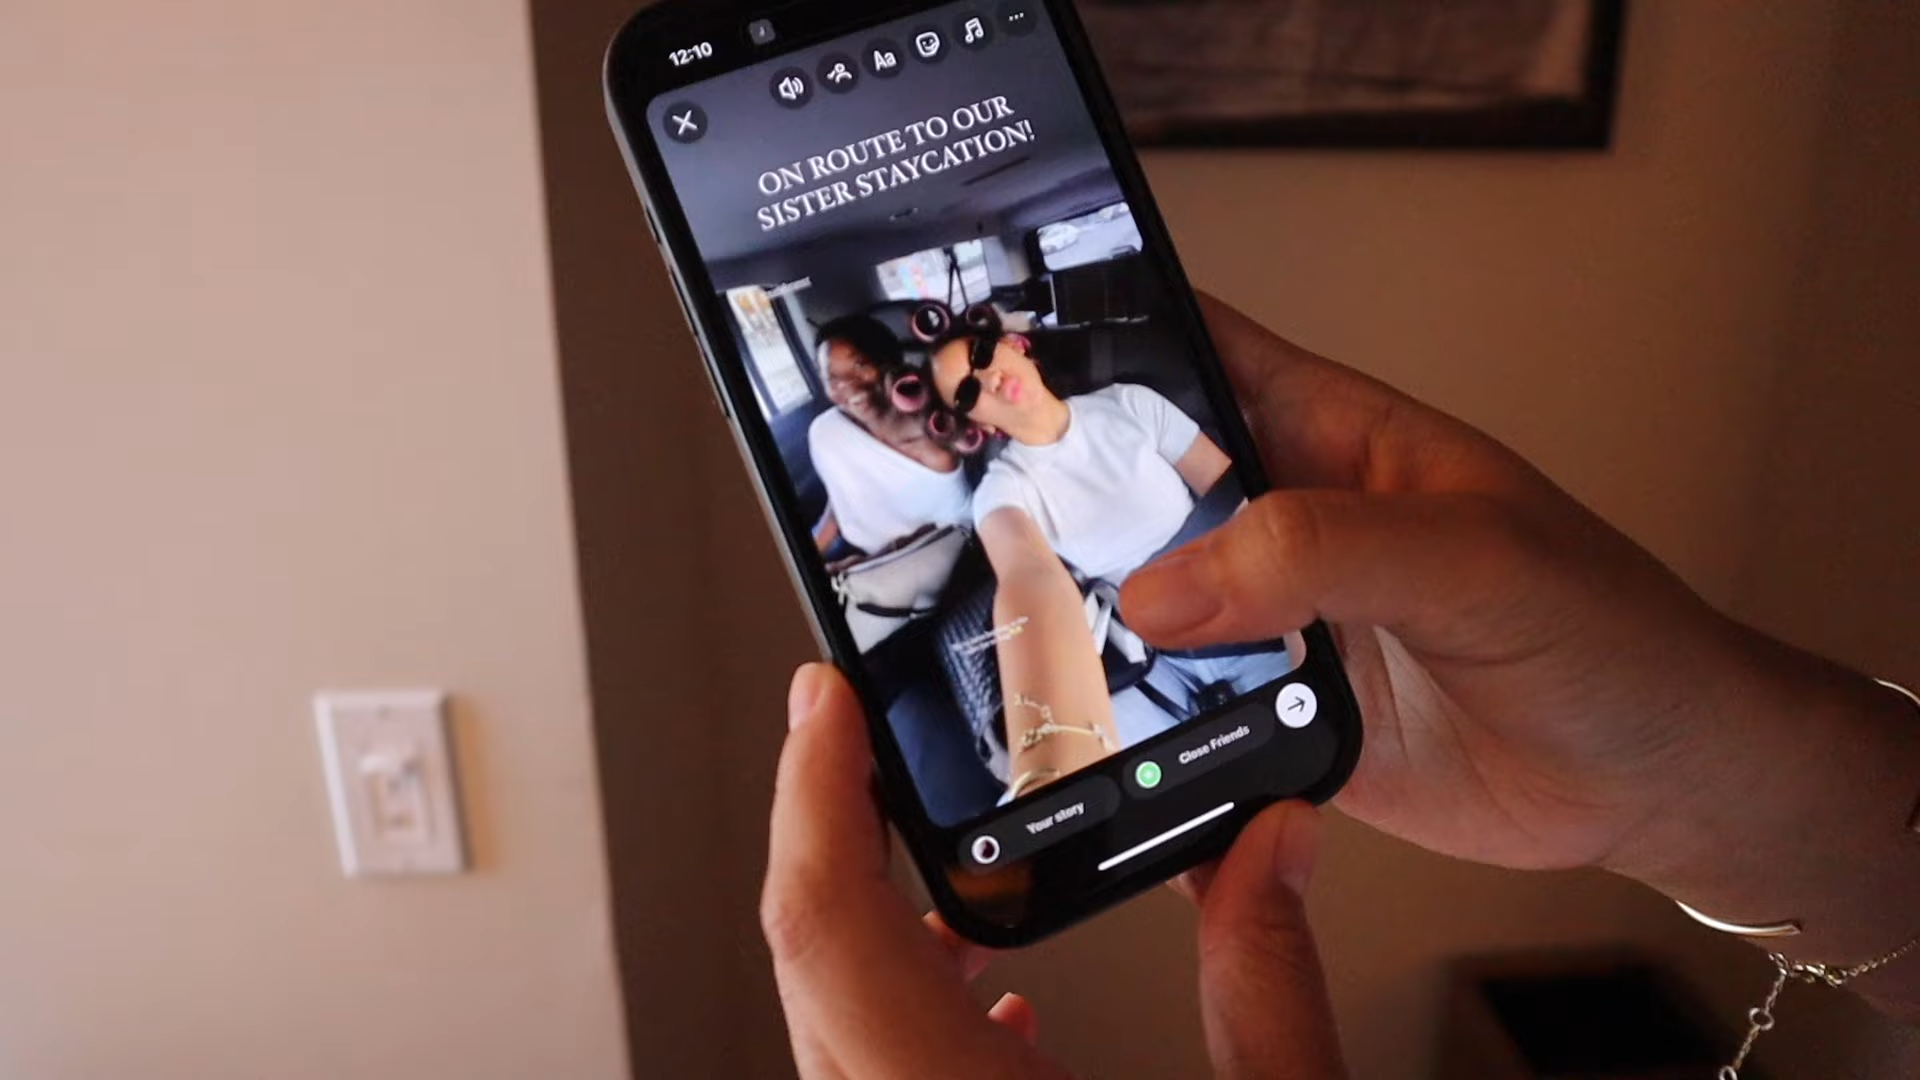 12:10
Aa
ON ROUTE TO OUR
SISTER STAYCATION!
Close Friends
Your story